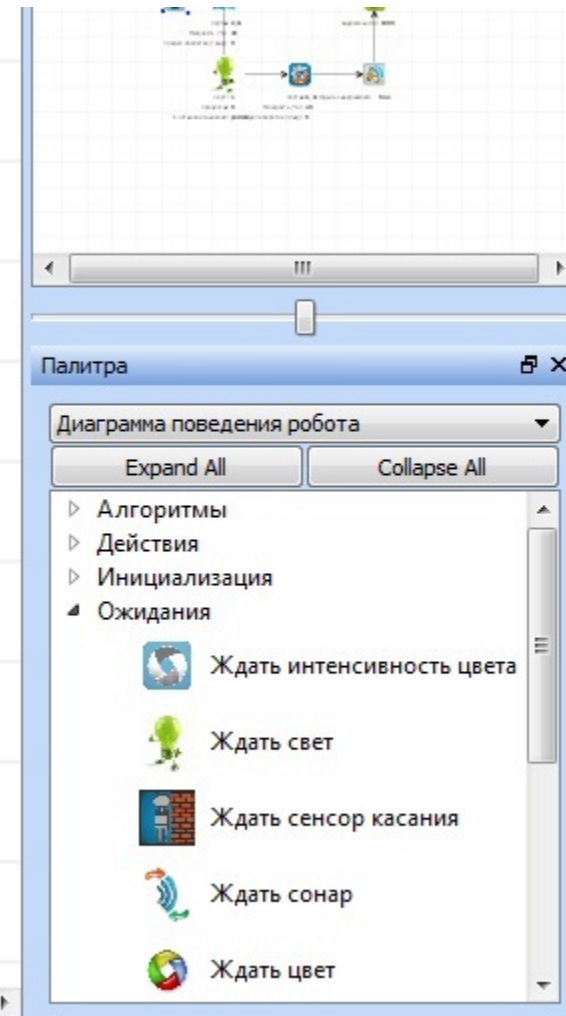 Палитра
Диаграмма поведения робота
Expand All Collapse All
Алгоритмы
Действия
Инициализация
Ожидания
Ждать интенсивность цвета
Ждать свет
Ждать сенсор касания
Ждать сонар
Ждать цвет